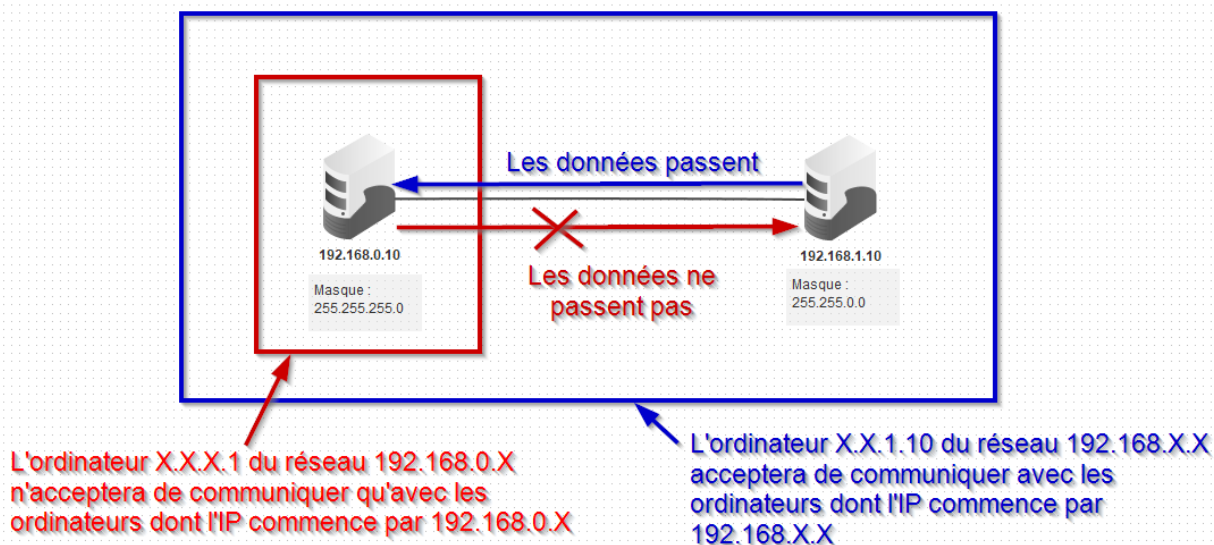 Les données passent
192.168.0.10
192.168.1.10
Les données ne
passent pas
Masque :
255.255.255.0
Masque :
255.255.0.0
L'ordinateur X.X.X.1 du réseau 192.168.0.X
n'acceptera de communiquer qu'avec les
ordinateurs dont l'IP commence par 192.168.0.X
L'ordinateur X.X.1.10 du réseau 192.168.X.X
acceptera de communiquer avec les
ordinateurs dont l'IP commence par
192.168.X.X